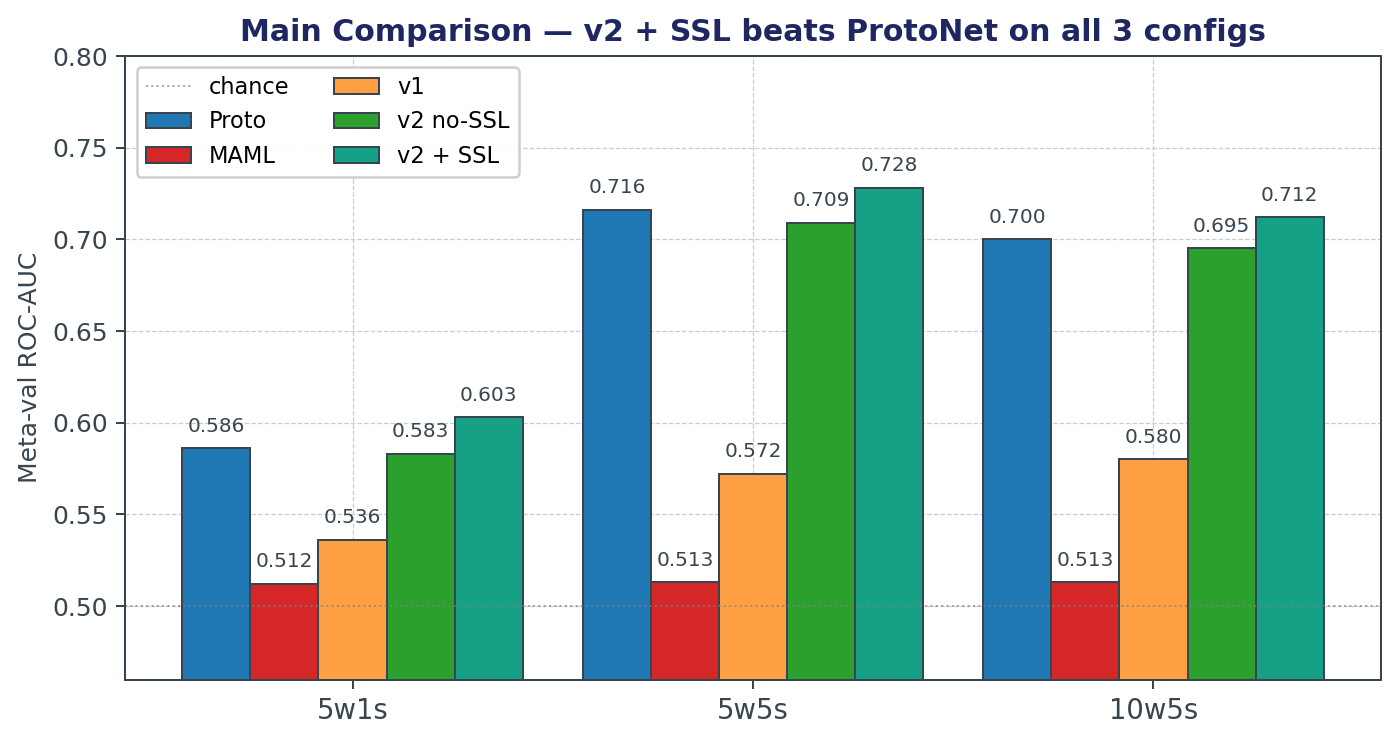 Main Comparison — v2 + SSL beats ProtoNet on all 3 configs
Meta-val ROC-AUC
0.80
0.75
0.70
0.65
0.60
0.55
0.50
chance
Proto
MAML
v1
v2 no-SSL
v2 + SSL
0.586
0.512
0.536
0.583
0.603
0.716
0.513
0.572
0.709
0.728
0.700
0.513
0.580
0.695
0.712
5w1s
5w5s
10w5s